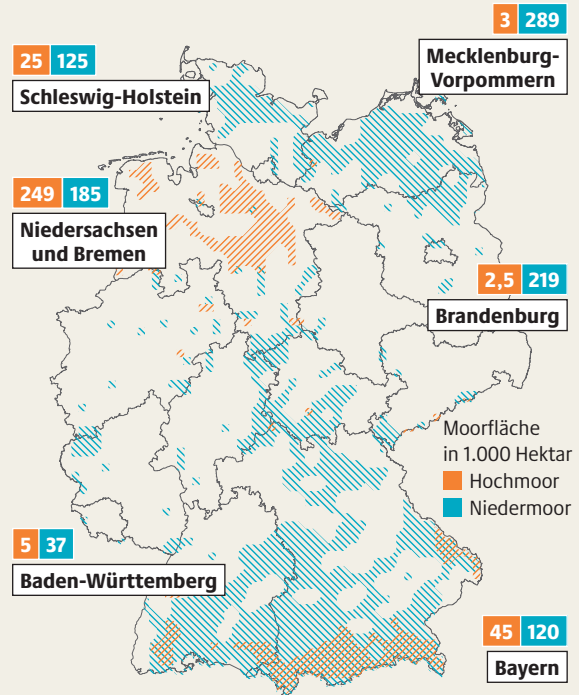 3 289
Mecklenburg-
Vorpommern
25 125
Schleswig-Holstein
249 185
Niedersachsen
und Bremen
2,5 219
Brandenburg
Moorfläche
in 1.000 Hektar
Hochmoor
Niedermoor
5 37
Baden-Württemberg
45 120
Bayern